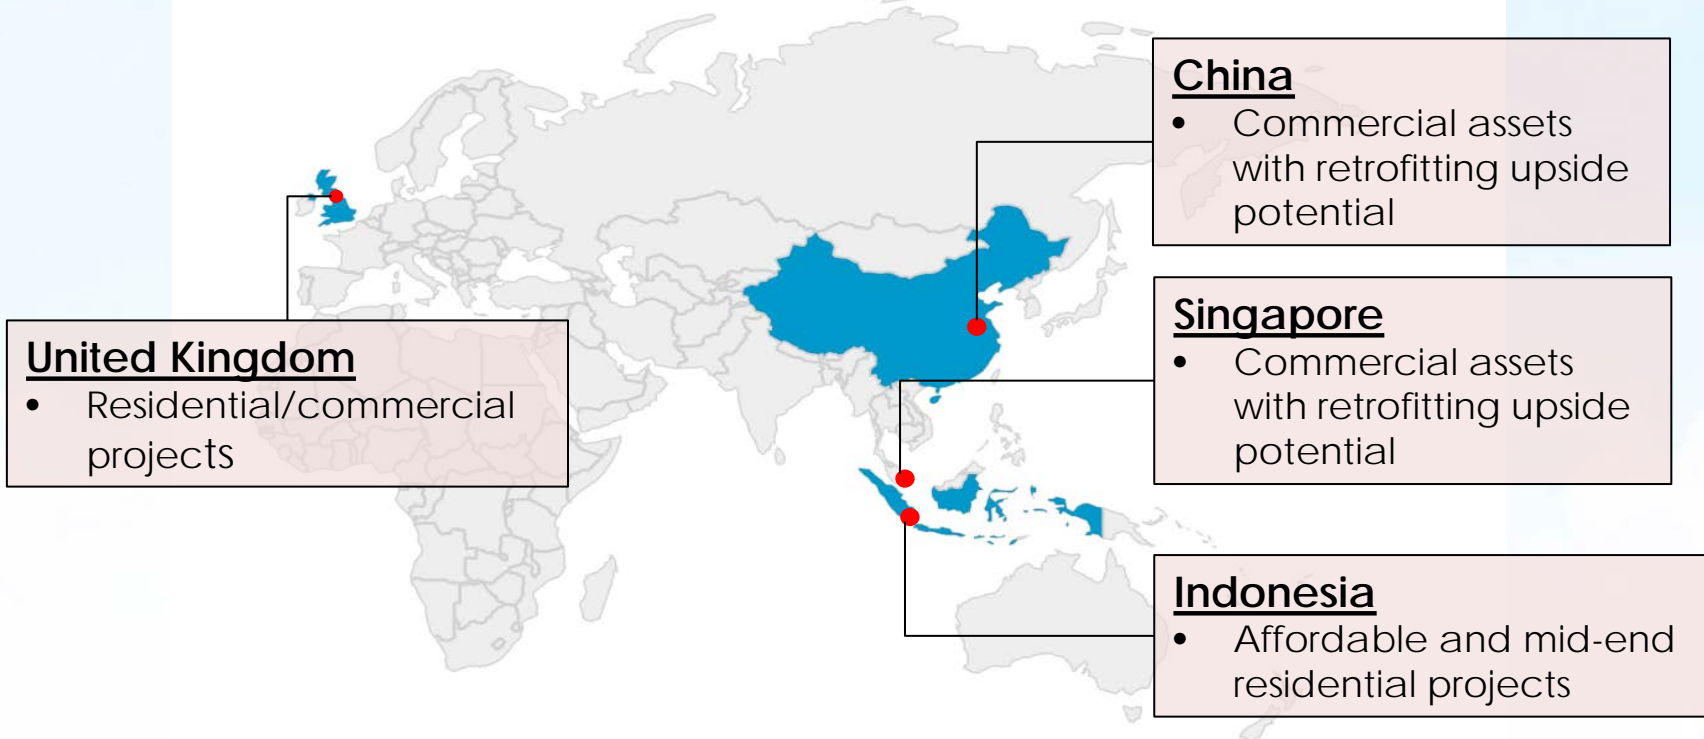 China
• Commercial assets
with retrofitting upside
potential
Singapore
• Commercial assets
with retrofitting upside
potential
United Kingdom
• Residential/commercial
projects
Indonesia
• Affordable and mid-end
residential projects